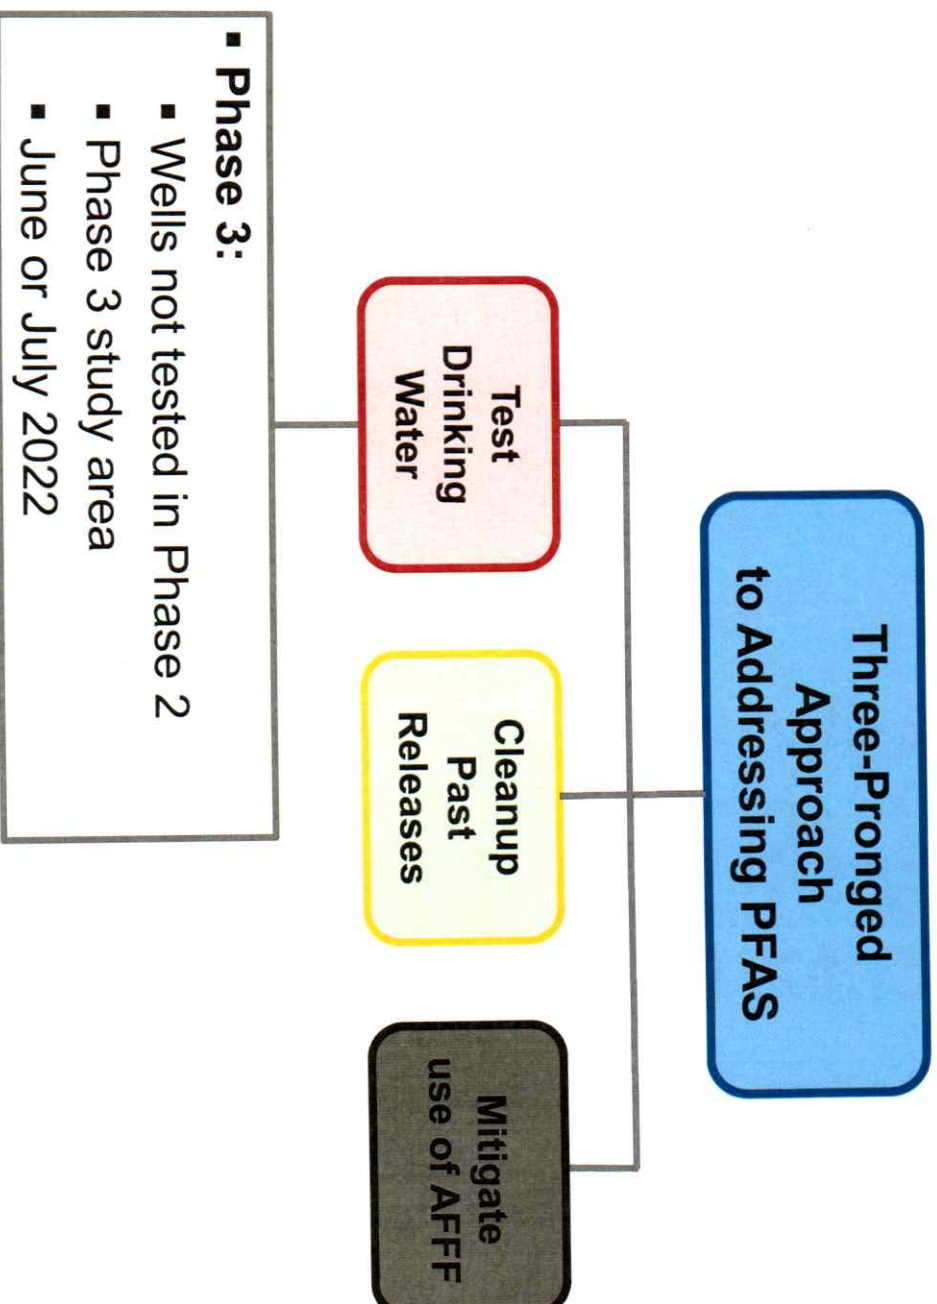 Three-Pronged
Approach
to Addressing PFAS
Test
Drinking
Water
Cleanup
Past
Releases
Mitigate
use of AFFF
▪ Phase 3:
▪ Wells not tested in Phase 2
▪ Phase 3 study area
▪ June or July 2022